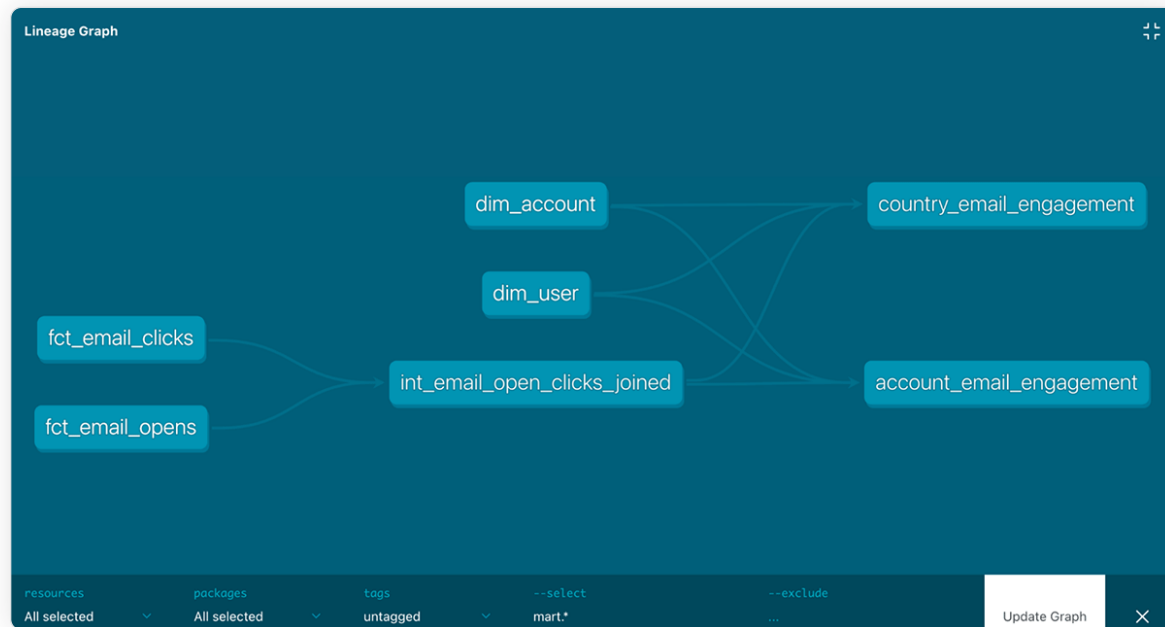 Lineage Graph
dim_account
country_email_engagement
dim_user
fct_email_clicks
int_email_open_clicks_joined
account_email_engagement
fct_email_opens
resources
packages
tags
--select
--exclude
All selected
All selected
untagged
mart.*
...
Update Graph